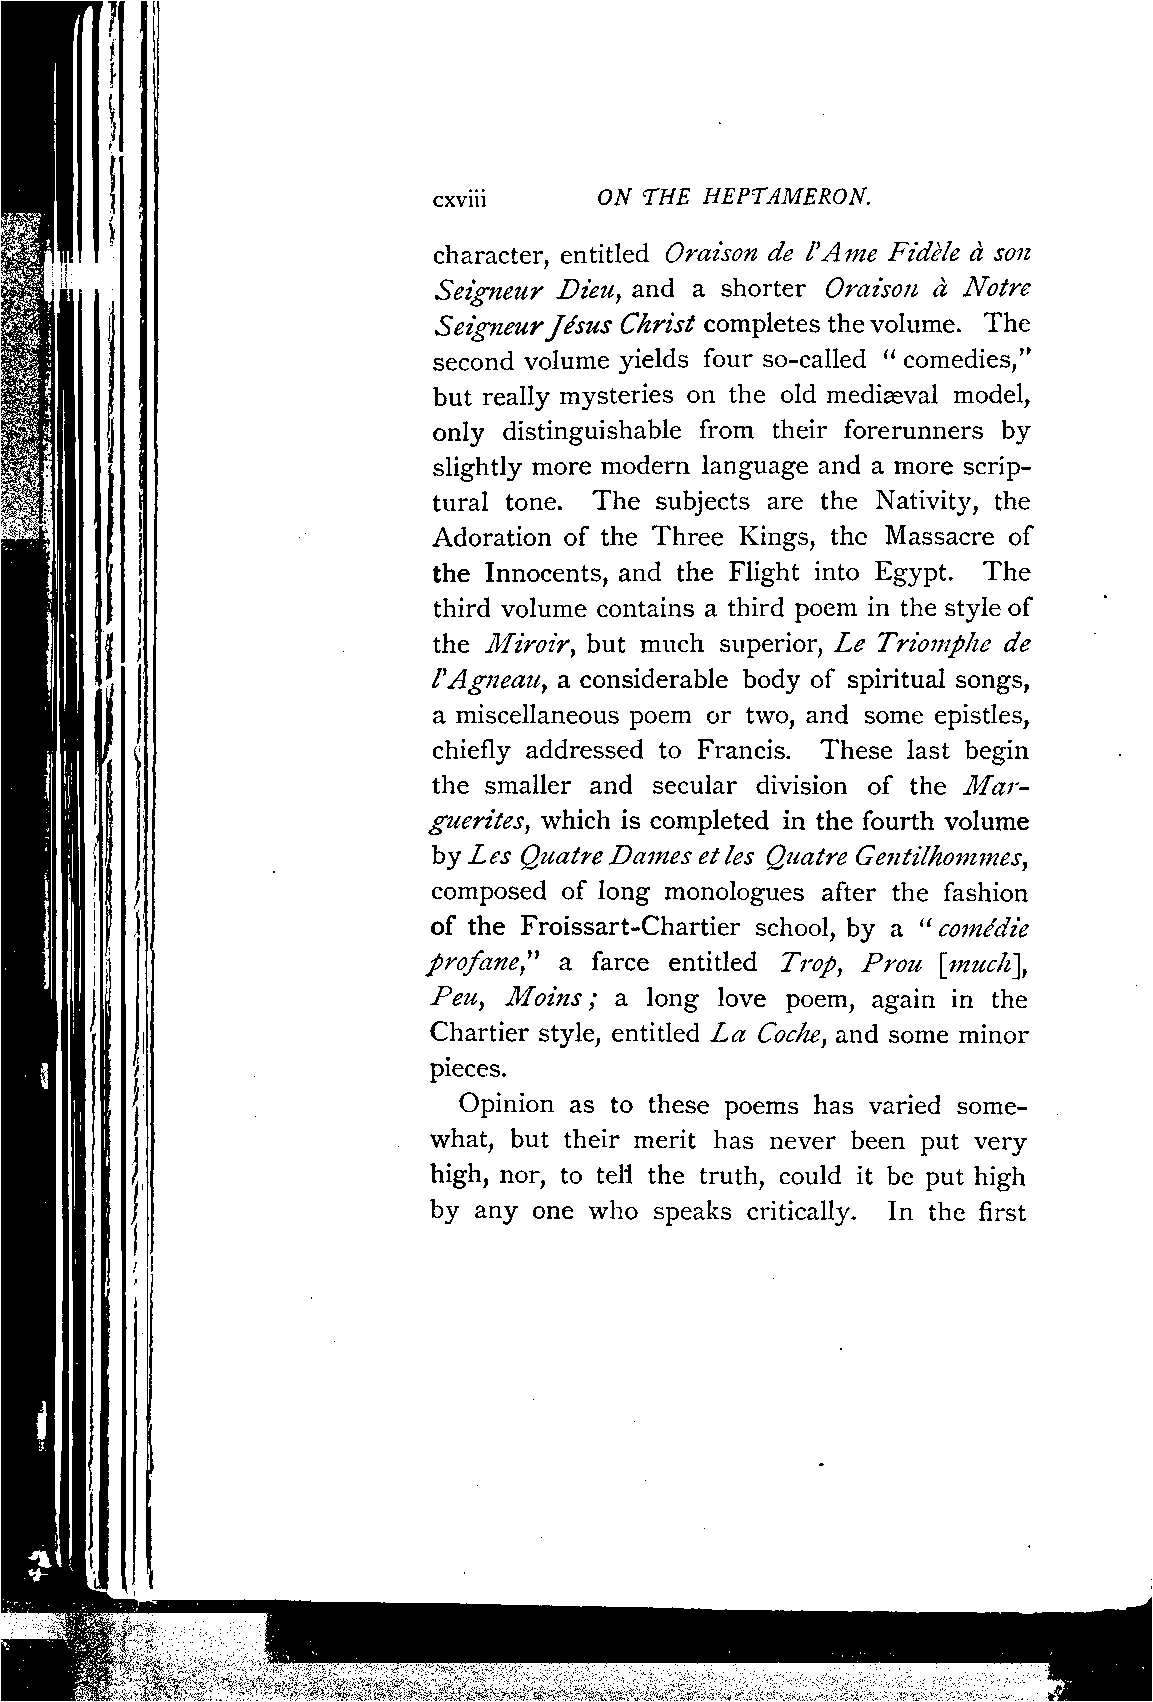 cxviii ON THE HEPTAMERON.
character, entitled Oraison de l'Ame Fidèle à son
Seigneur Dieu, and a shorter Oraison à Notre
Seigneur Jésus Christ completes the volume. The
second volume yields four so-called “ comedies,”
but really mysteries on the old mediæval model,
only distinguishable from their forerunners by
slightly more modern language and a more scrip-
tural tone. The subjects are the Nativity, the
Adoration of the Three Kings, the Massacre of
the Innocents, and the Flight into Egypt. The
third volume contains a third poem in the style of
the Miroir, but much superior, Le Triomphe de
l'Agneau, a considerable body of spiritual songs,
a miscellaneous poem or two, and some epistles,
chiefly addressed to Francis. These last begin
the smaller and secular division of the Mar-
guerites, which is completed in the fourth volume
by Les Quatre Dames et les Quatre Gentilhommes,
composed of long monologues after the fashion
of the Froissart-Chartier school, by a “ comédie
profane,” a farce entitled Trop, Prou [much],
Peu, Moins ; a long love poem, again in the
Chartier style, entitled La Coche, and some minor
pieces.
Opinion as to these poems has varied some-
what, but their merit has never been put very
high, nor, to tell the truth, could it be put high
by any one who speaks critically. In the first